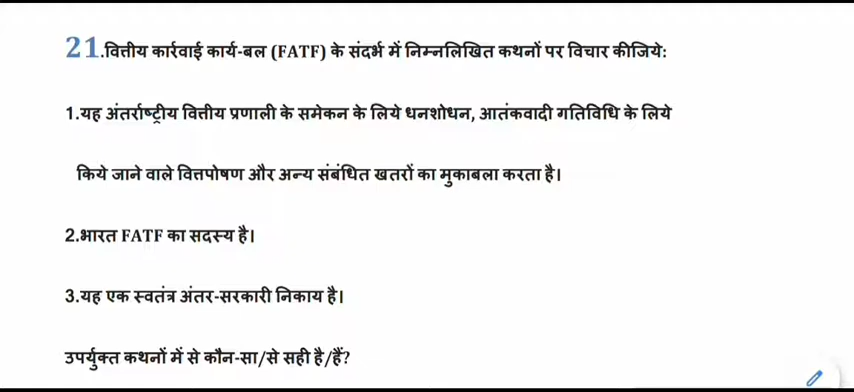 21.वित्तीय कार्रवाई कार्य-बल (FATF) के संदर्भ में निम्नलिखित कथनों पर विचार कीजिये:
1.यह अंतर्राष्ट्रीय वित्तीय प्रणाली के समेकन के लिये धनशोधन, आतंकवादी गतिविधि के लिये
किये जाने वाले वित्तपोषण और अन्य संबंधित खतरों का मुकाबला करता है।
2.भारत FATF का सदस्य है।
3.यह एक स्वतंत्र अंतर-सरकारी निकाय है।
उपर्युक्त कथनों में से कौन-सा/से सही है/हैं?